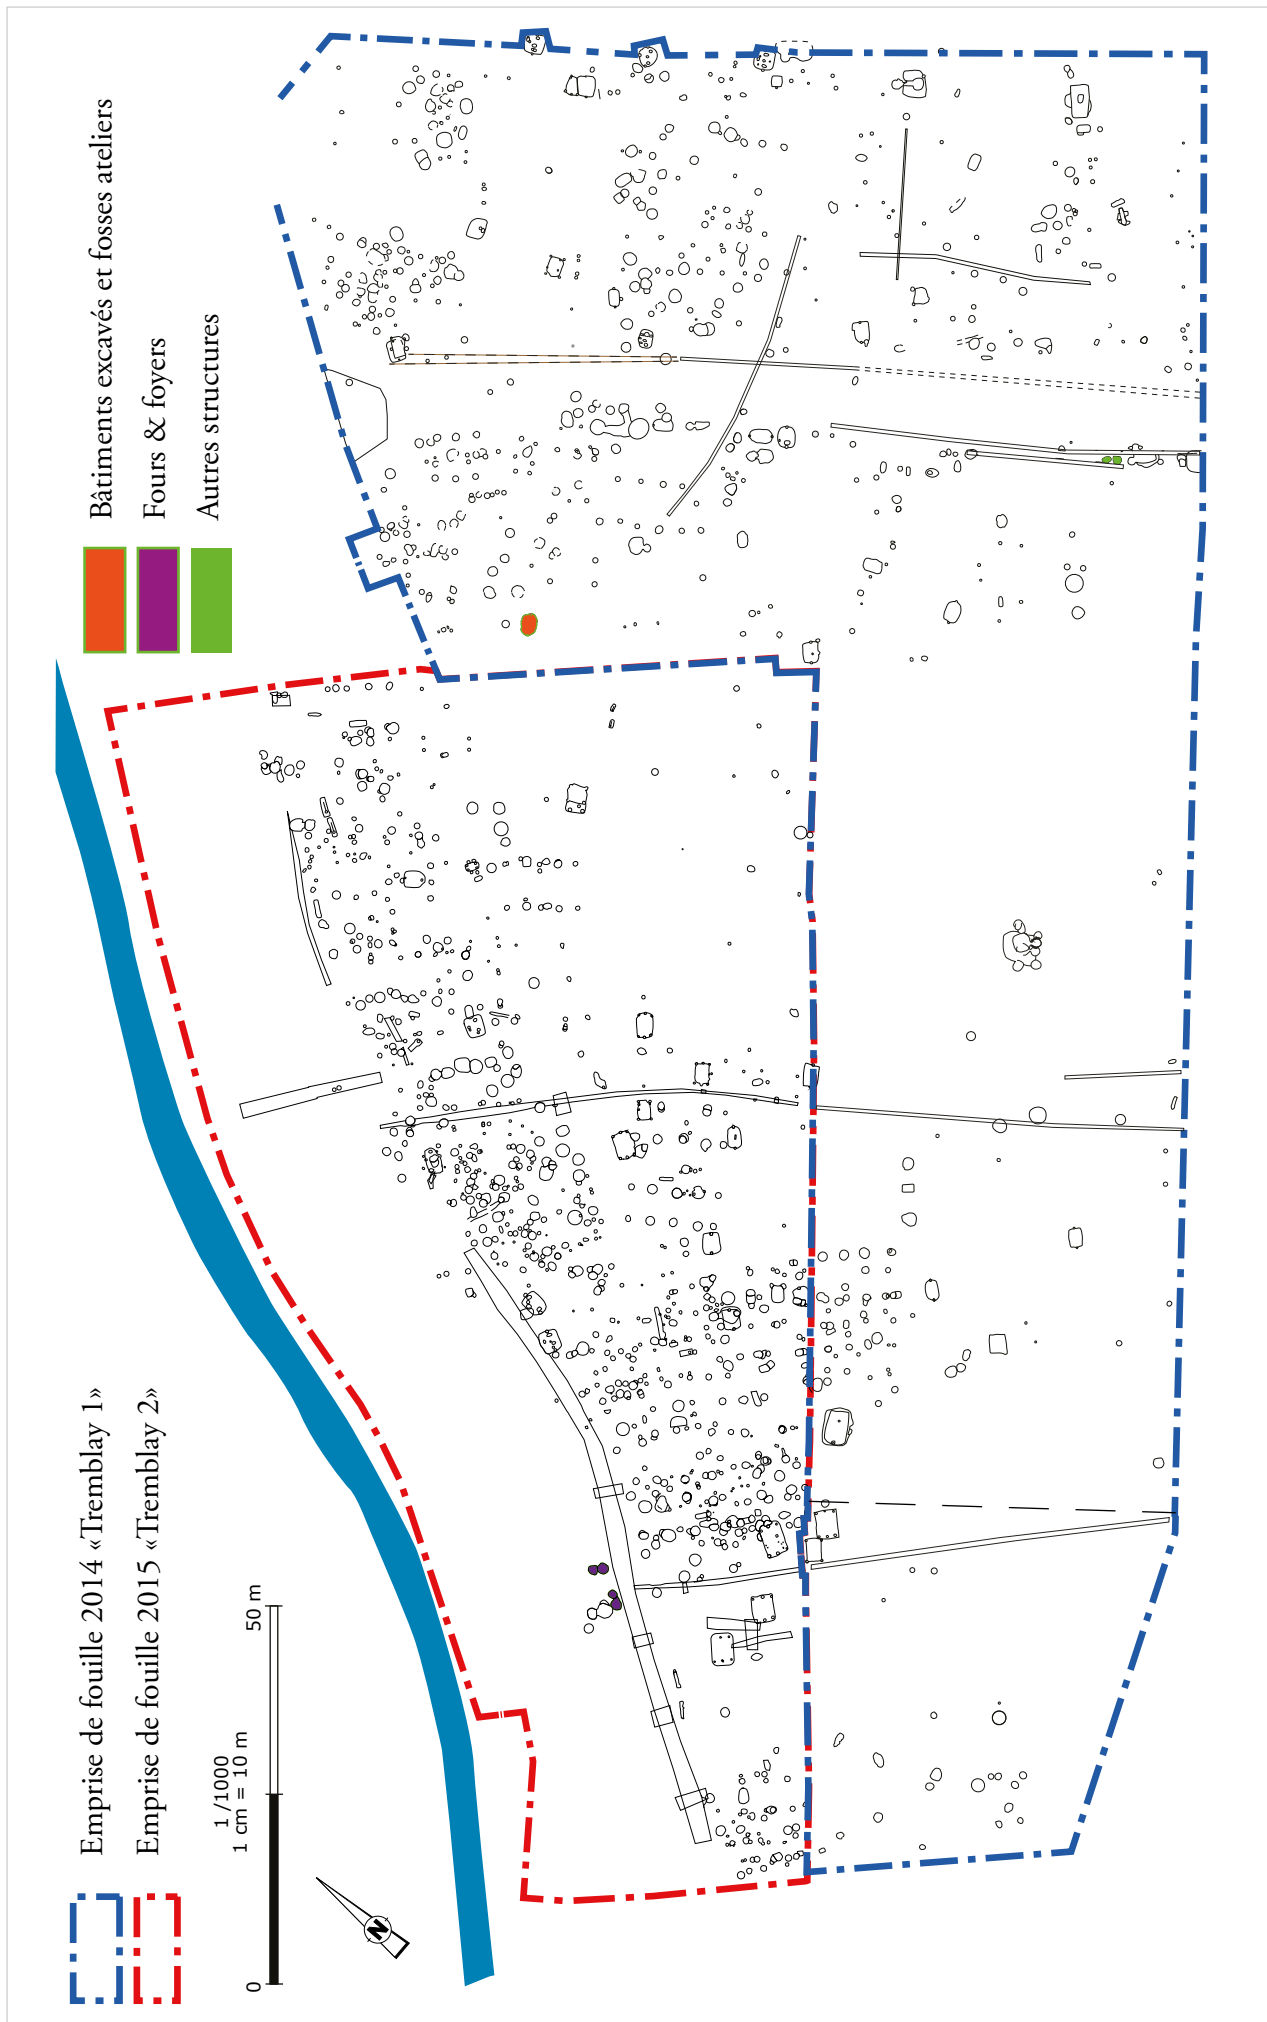 Bâtiments excavés et fosses ateliers
Fours & foyers
Autres structures
Emprise de fouille 2014 «Tremblay 1»
Emprise de fouille 2015 «Tremblay 2»
1 /1000
1 cm = 10 m
0
50 m
N